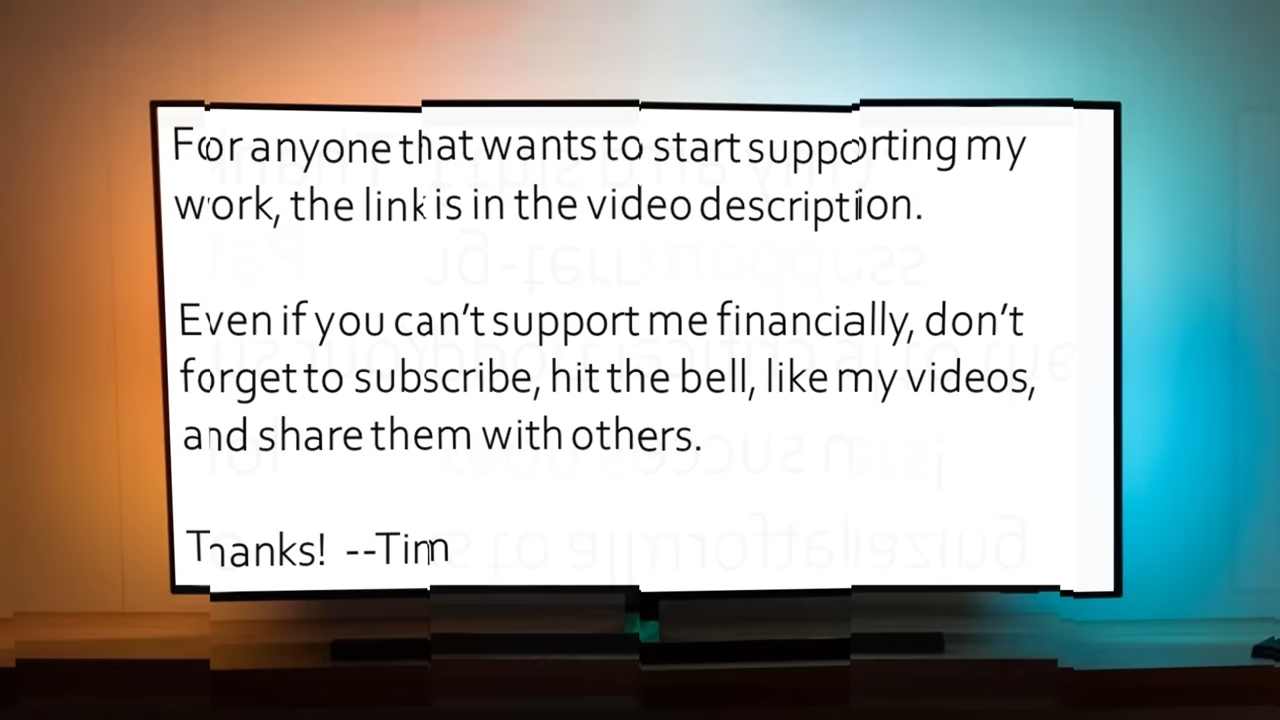 For anyone that wants to start supporting my
work, the link is in the video description.
Even if you can't support me financially, don't
forget to subscribe, hit the bell, like my videos,
and share them with others.
Thanks! --Tim